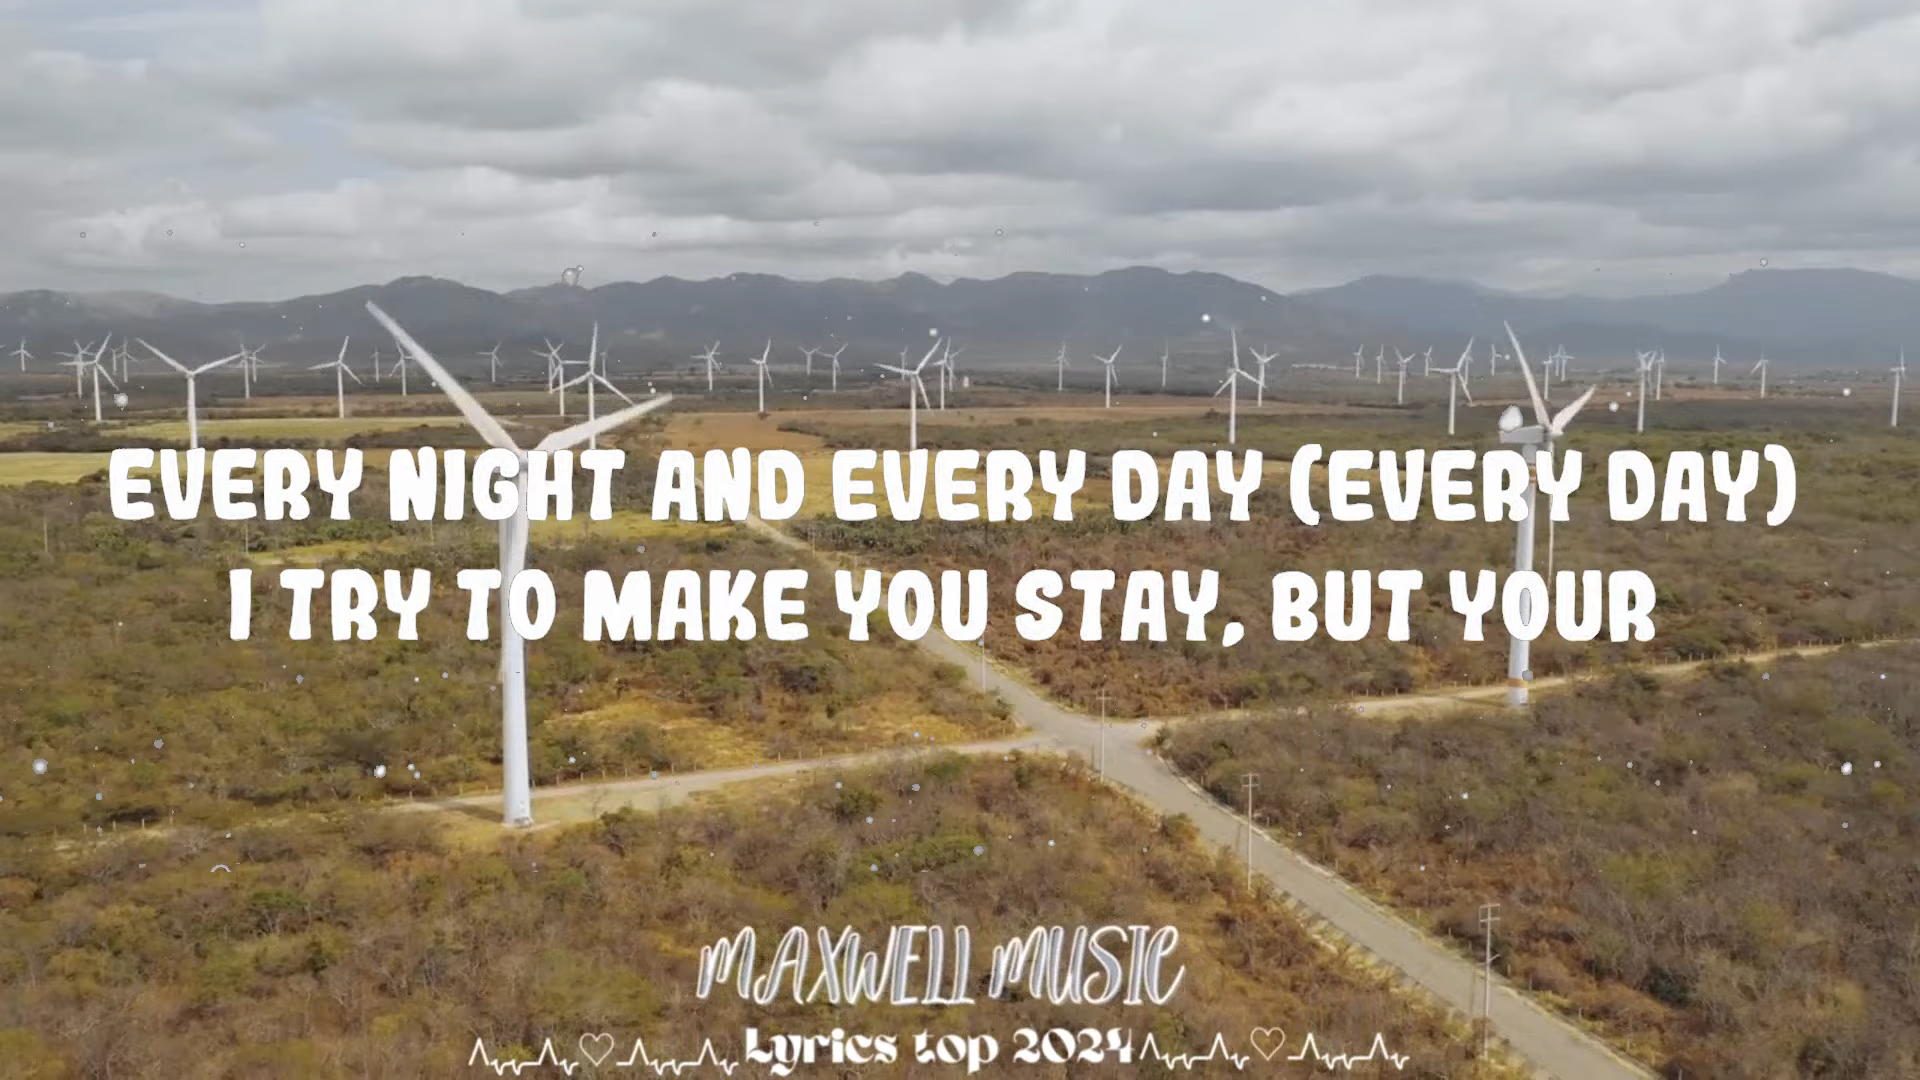 EVERY NIGHT AND EVERY DAY (EVERY DAY)
I TRY TO MAKE YOU STAY, BUT YOUR
MAXWELL MUSIC
Lyrics top 2024